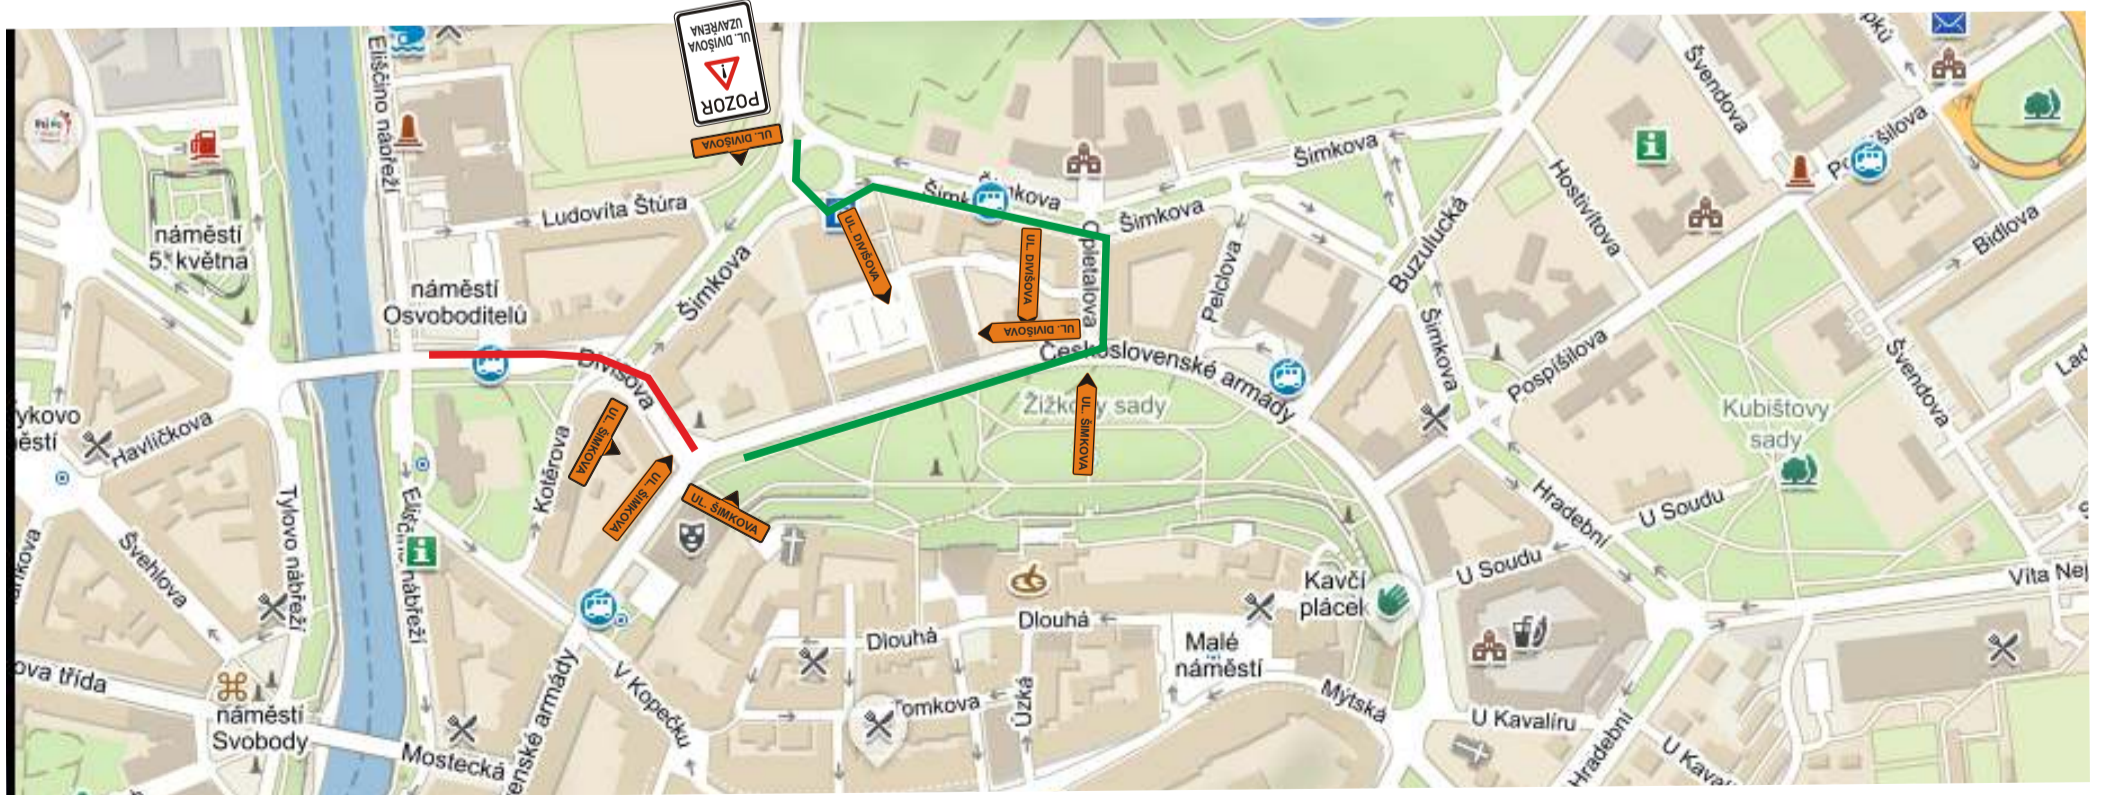 POZOR
UL. DIVIŠOVA
UZAVŘENA
UL. DIVIŠOVA
Eliščino nábřeží
Švendova
Pospíšilova
Ludovíta Štúra
Šimkova
Šimkova
Šimkova
Hostivítova
Bidlova
náměstí
5. května
UL. DIVIŠOVA
UL. DIVIŠOVA
UL. DIVIŠOVA
Šimkova
Opletalova
Pelclova
Buzulucká
Šimkova
náměstí
Osvoboditelů
Divišova
Československé armády
Pospíšilova
Švendova
Žižkovy sady
Kubištovy
sady
Havlíčkova
Kotěrova
UL. ŠIMKOVA
UL. ŠIMKOVA
UL. ŠIMKOVA
UL. ŠIMKOVA
Tylovo nábřeží
nábřeží
Hradební
U Soudu
U Soudu
Švehlova
Kavčí
plácek
Dlouhá
Dlouhá
Malé
náměstí
V Kopečku
Tomkova
Úzká
Mýtská
U Kavalíru
Hradební
náměstí
Svobody
Mostecká